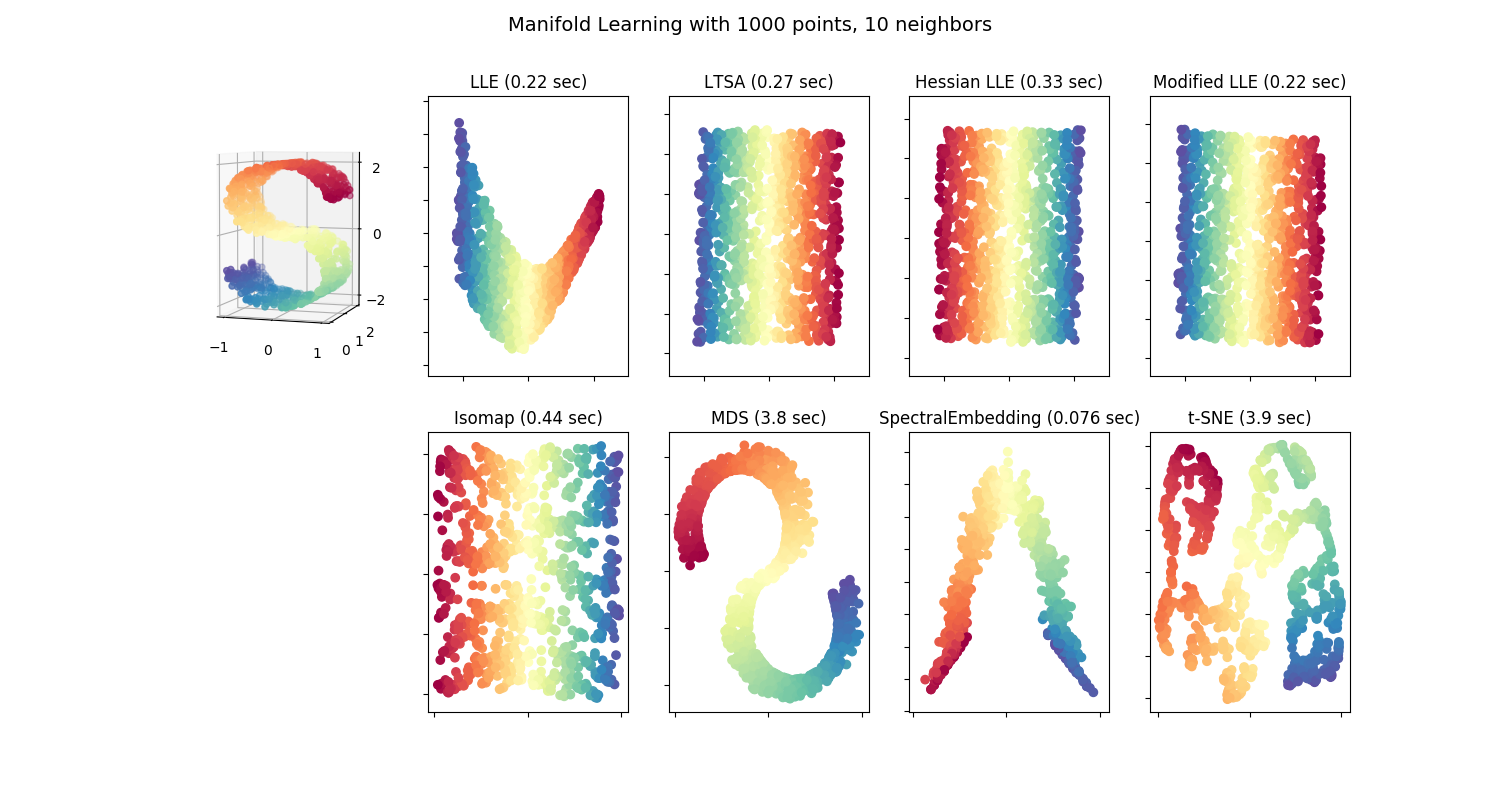 Manifold Learning with 1000 points, 10 neighbors
LLE (0.22 sec)
LTSA (0.27 sec)
Hessian LLE (0.33 sec)
Modified LLE (0.22 sec)
2
0
−2
−1
0
1
0
1
2
Isomap (0.44 sec)
MDS (3.8 sec)
SpectralEmbedding (0.076 sec)
t-SNE (3.9 sec)